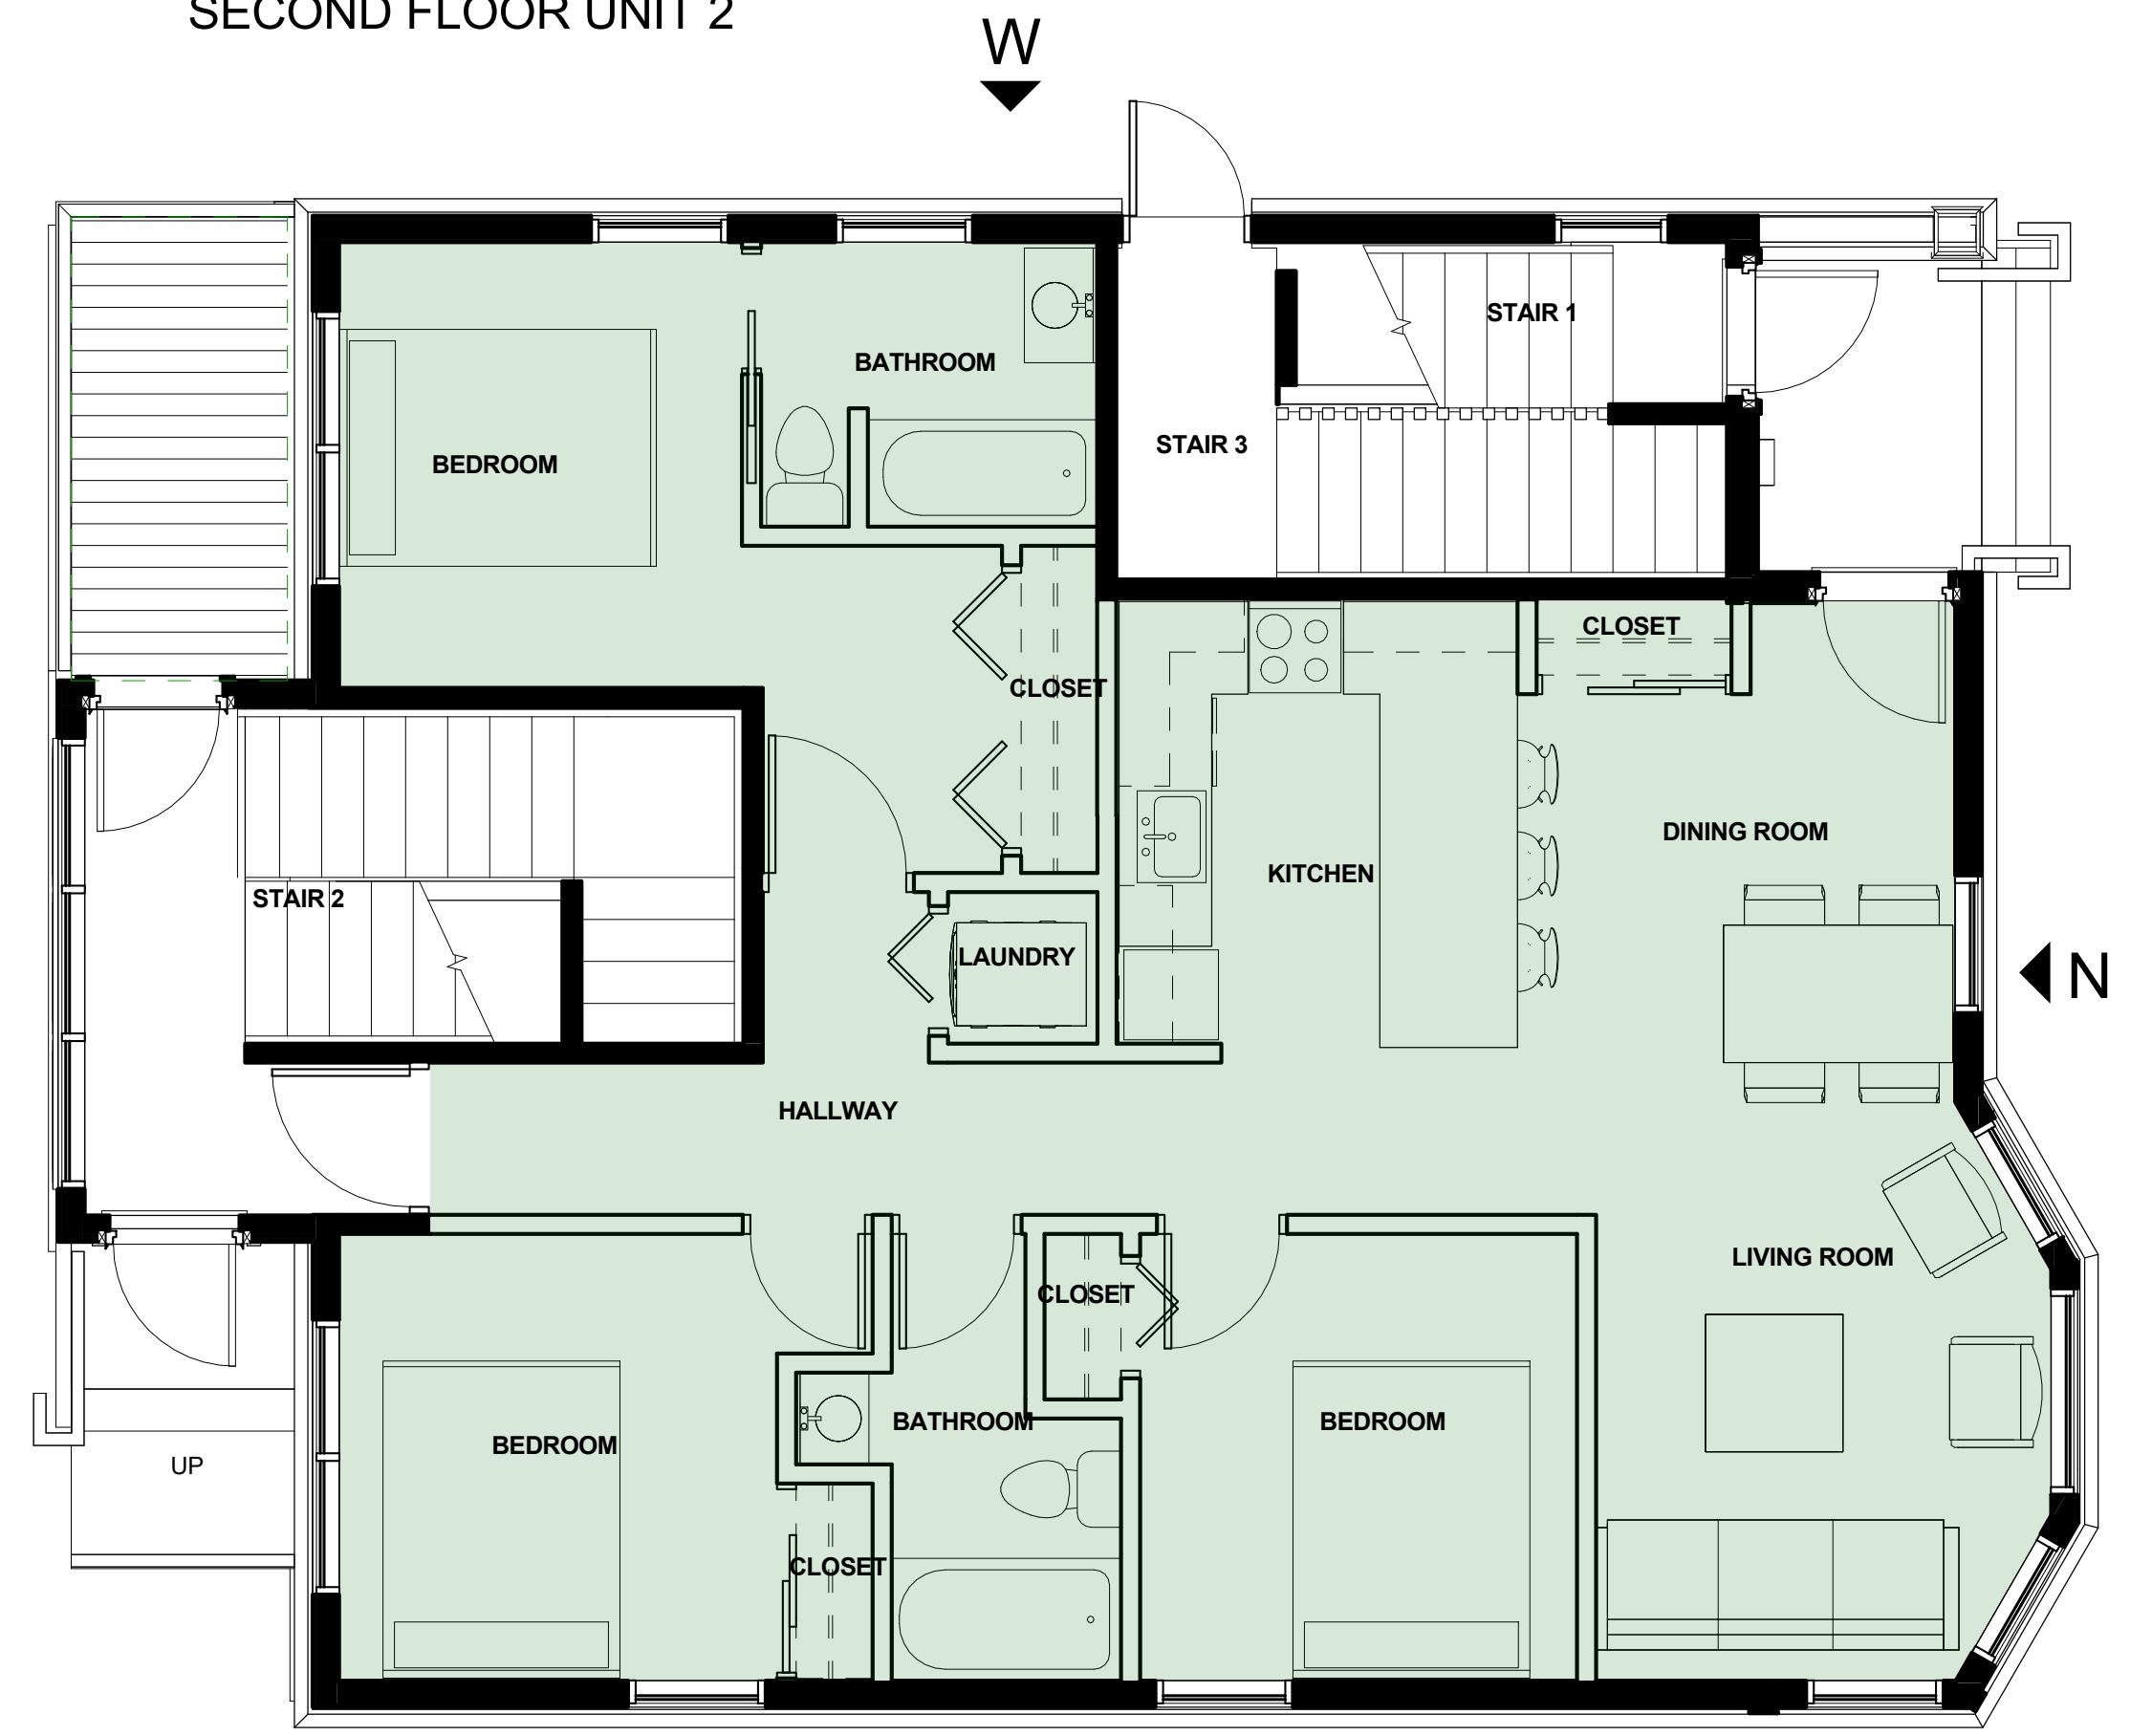 SECOND FLOOR UNIT 2
W
STAIR 1
BATHROOM
STAIR 3
BEDROOM
CLOSET
CLOSET
DINING ROOM
KITCHEN
STAIR 2
LAUNDRY
N
HALLWAY
LIVING ROOM
CLOSET
BATHROOM
BEDROOM
BEDROOM
UP
CLOSET